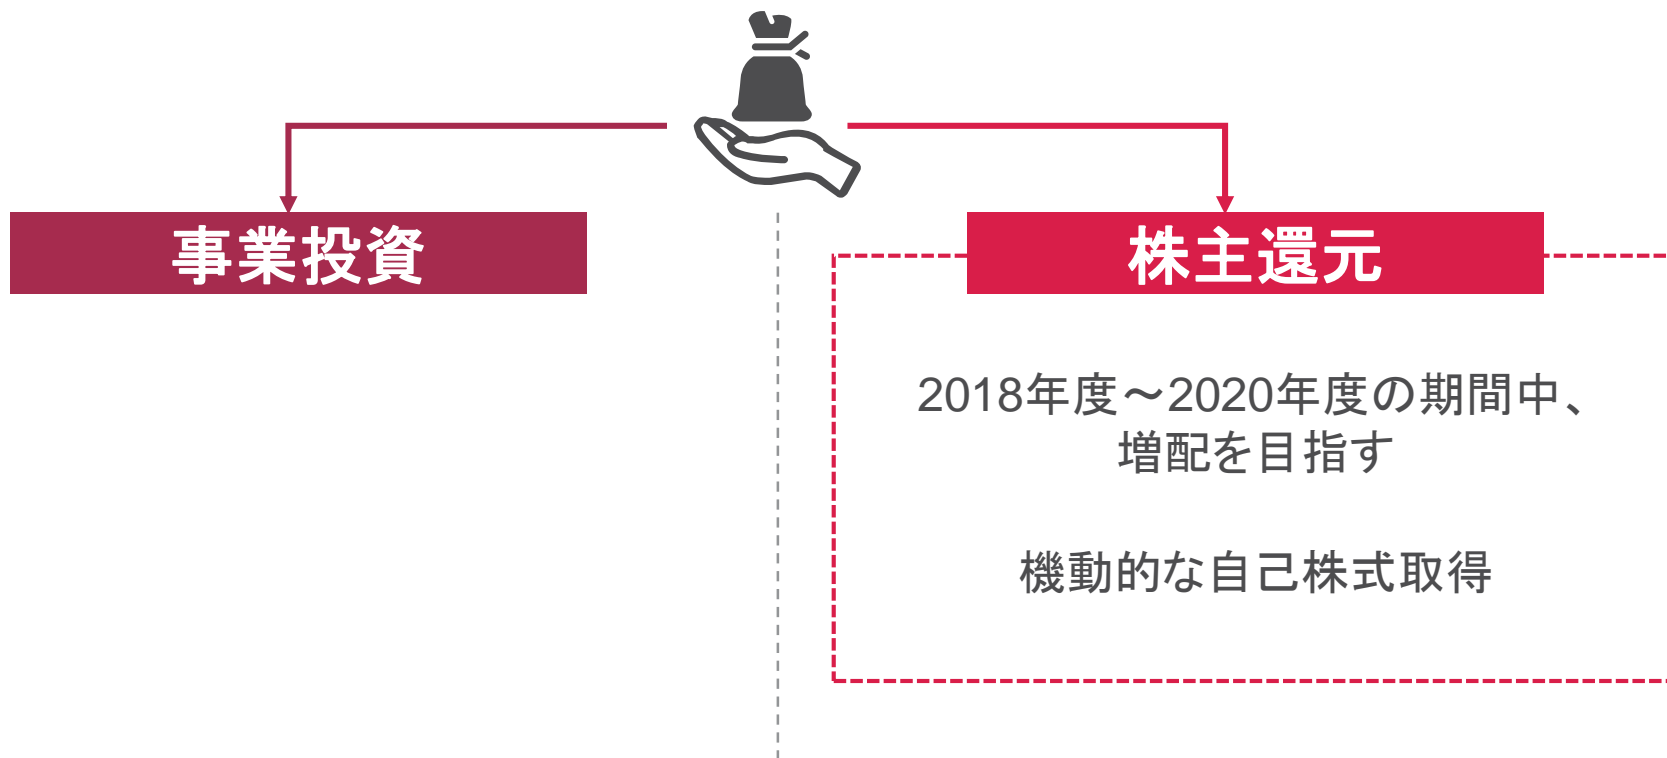 事業投資
株主還元
2018年度～2020年度の期間中、
増配を目指す
機動的な自己株式取得